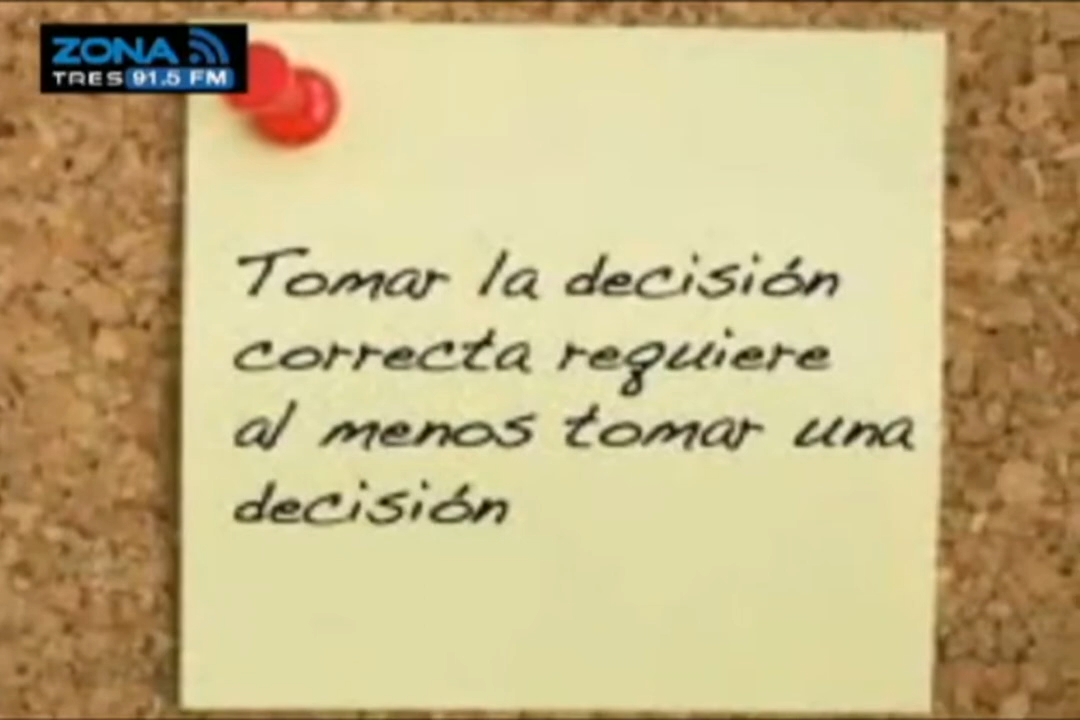 ZONA
TRES 91.5 FM
Tomar la decisión
correcta requiere
al menos tomar una
decisión